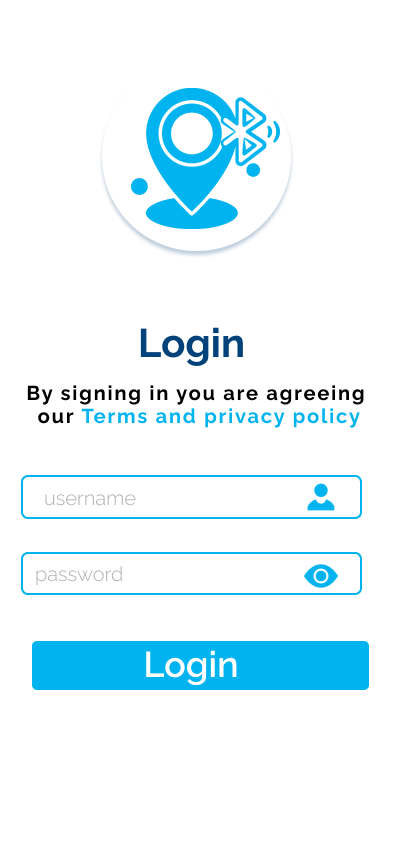 Login
By signing in you are agreeing
our Terms and privacy policy
username
password
Login